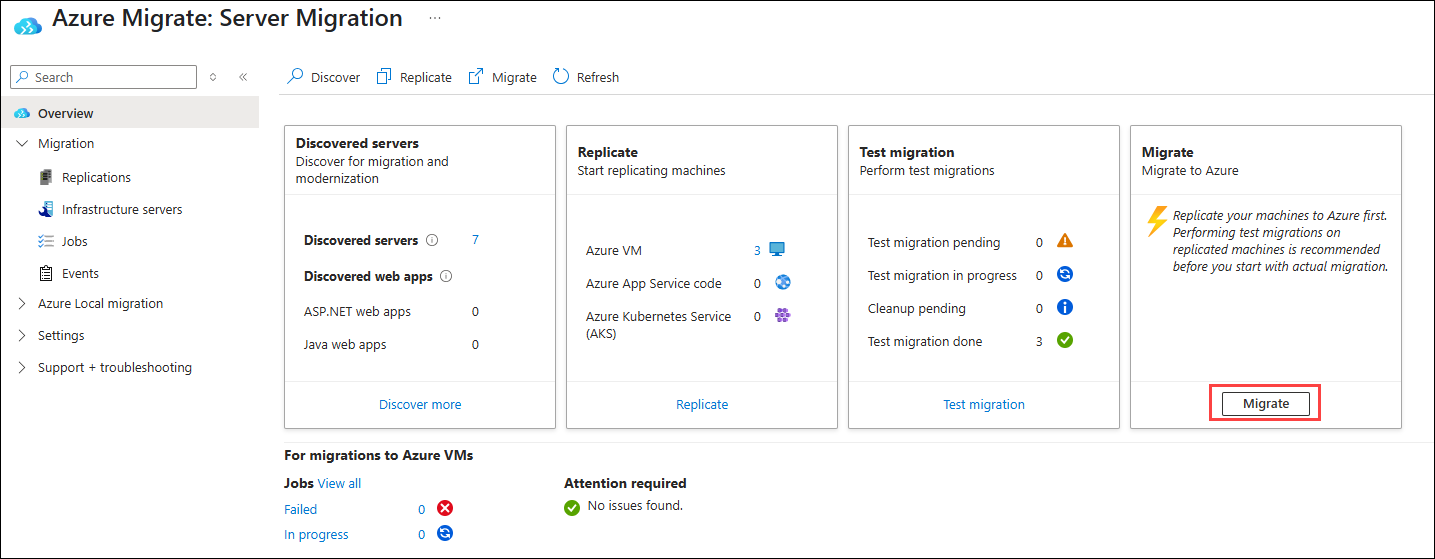 Azure Migrate: Server Migration ...
Search
Overview
Migration
Replications
Infrastructure servers
Jobs
Events
Azure Local migration
Settings
Support + troubleshooting
Discover Replicate Migrate Refresh
Discovered servers
Discover for migration and
modernization
Discovered servers 7
Discovered web apps
ASP.NET web apps 0
Java web apps 0
Discover more
Replicate
Start replicating machines
Azure VM 3
Azure App Service code 0
Azure Kubernetes Service 0
(AKS)
Replicate
Test migration
Perform test migrations
Test migration pending 0
Test migration in progress 0
Cleanup pending 0
Test migration done 3
Test migration
Migrate
Migrate to Azure
Replicate your machines to Azure first.
Performing test migrations on
replicated machines is recommended
before you start with actual migration.
Migrate
For migrations to Azure VMs
Jobs View all
Failed 0
In progress 0
Attention required
No issues found.